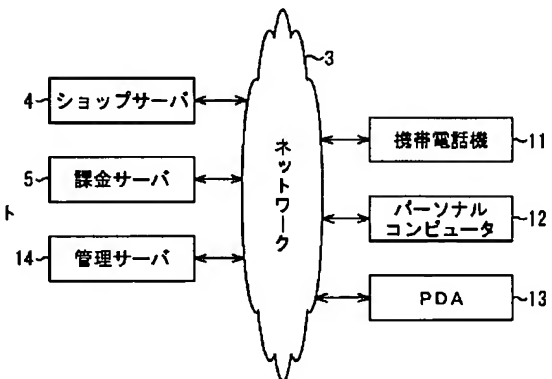 3
4 ショップサーバ
5 課金サーバ
ト
14 管理サーバ
ネットワーク
携帯電話機 11
パーソナル
コンピュータ 12
PDA 13